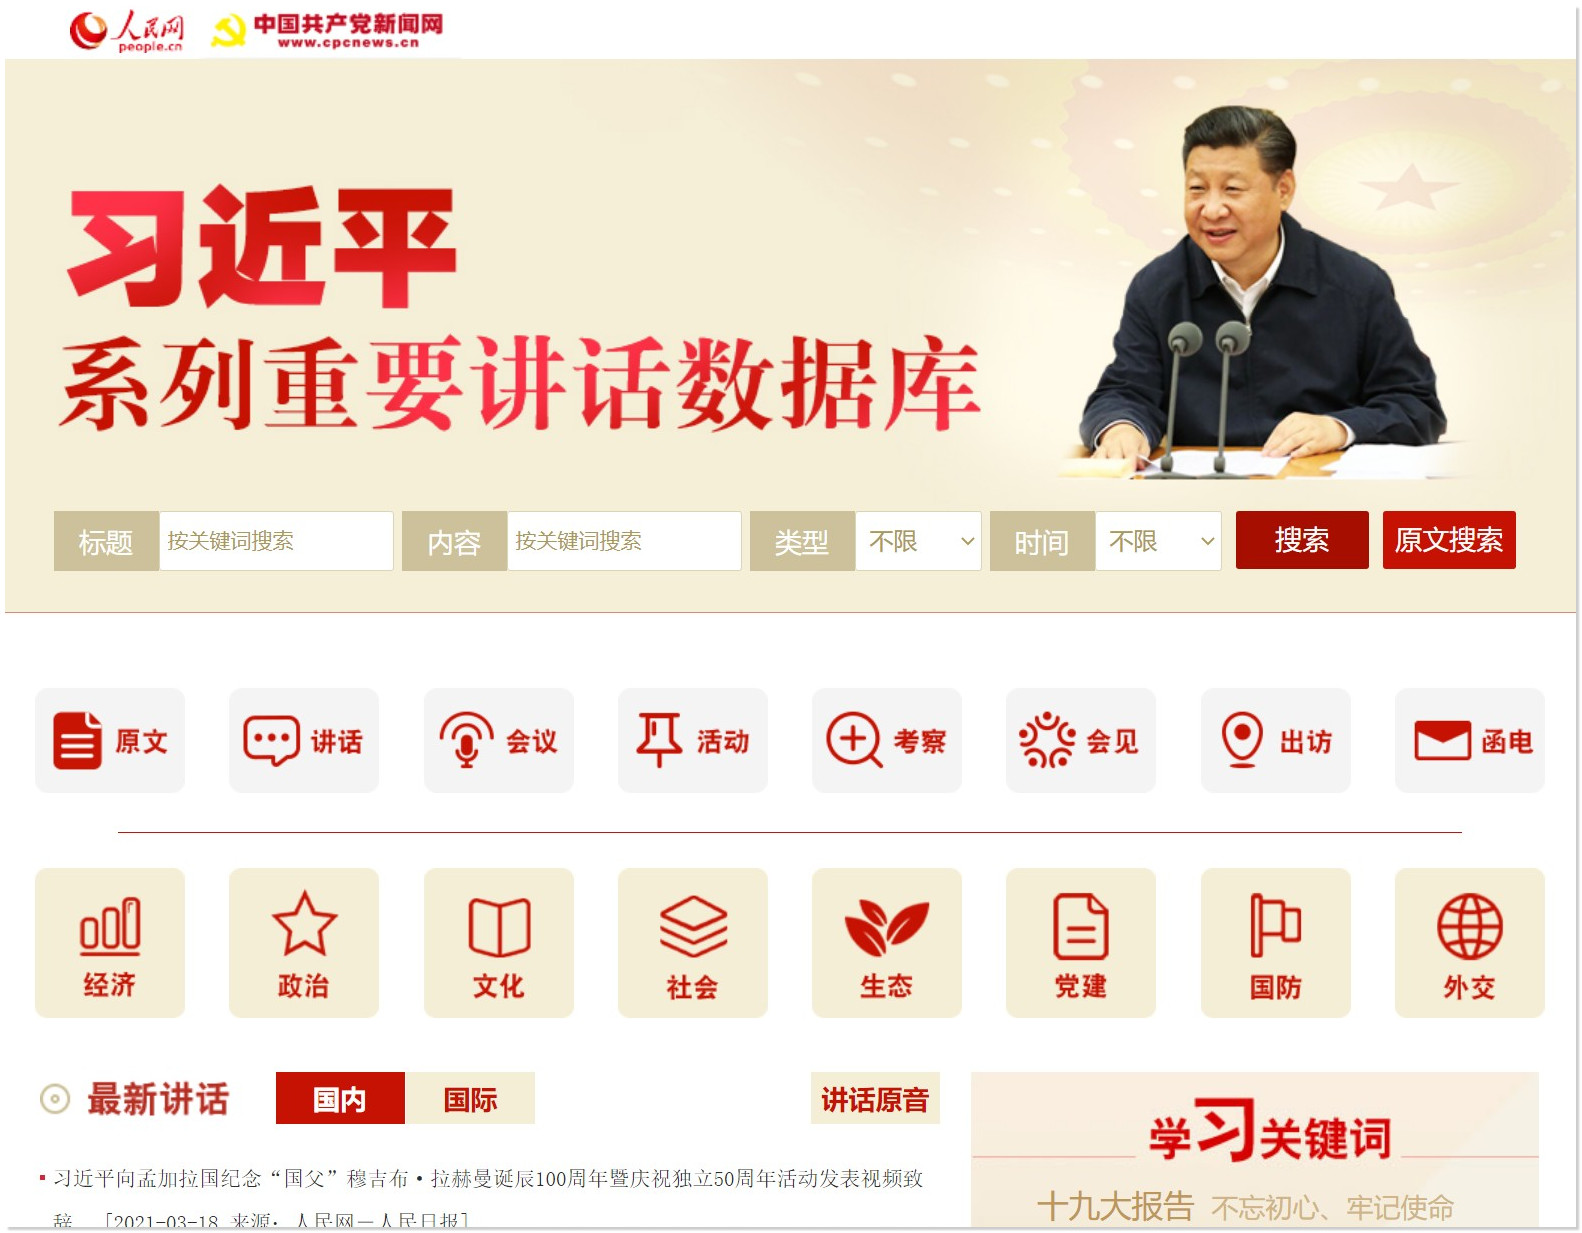 人民网 中国共产党新闻网
people.cn www.cpcnews.cn
习近平
系列重要讲话数据库
标题 按关键词搜索 内容 按关键词搜索 类型 不限 时间 不限 搜索 原文搜索
原文 讲话 会议 活动 考察 会见 出访 函电
经济 政治 文化 社会 生态 党建 国防 外交
最新讲话 国内 国际 讲话原音
学习关键词
习近平向孟加拉国纪念“国父”穆吉布•拉赫曼诞辰100周年暨庆祝独立50周年活动发表视频致
辞 [2021-03-18 来源：人民网－人民日报]
十九大报告 不忘初心、牢记使命